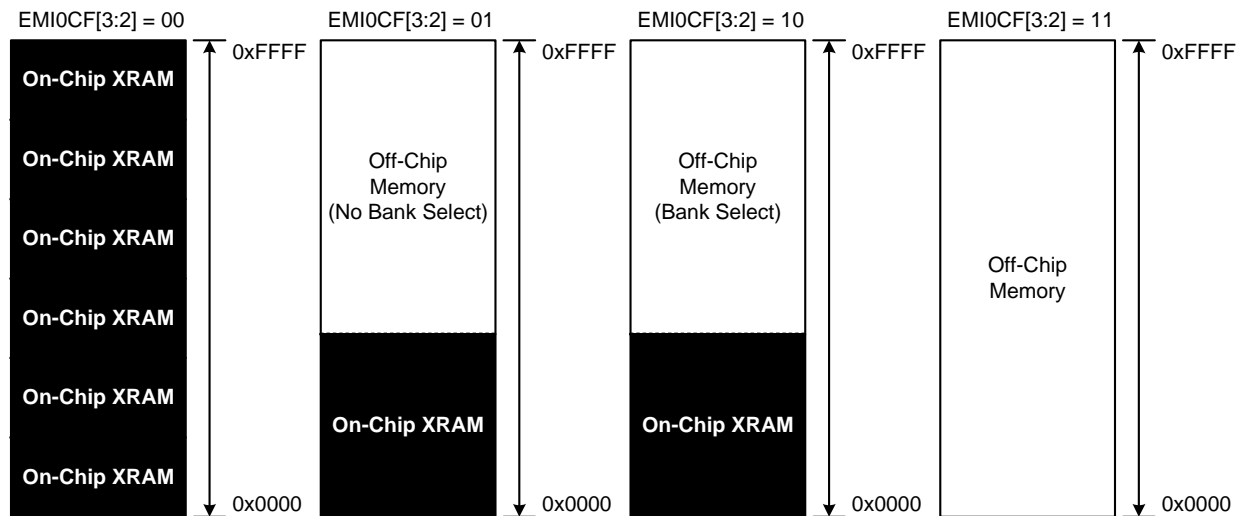 EMI0CF[3:2] = 00
EMI0CF[3:2] = 01
EMI0CF[3:2] = 10
EMI0CF[3:2] = 11
On-Chip XRAM
On-Chip XRAM
On-Chip XRAM
On-Chip XRAM
On-Chip XRAM
On-Chip XRAM
0xFFFF
0x0000
Off-Chip
Memory
(No Bank Select)
On-Chip XRAM
0xFFFF
0x0000
Off-Chip
Memory
(Bank Select)
On-Chip XRAM
0xFFFF
0x0000
Off-Chip
Memory
0xFFFF
0x0000